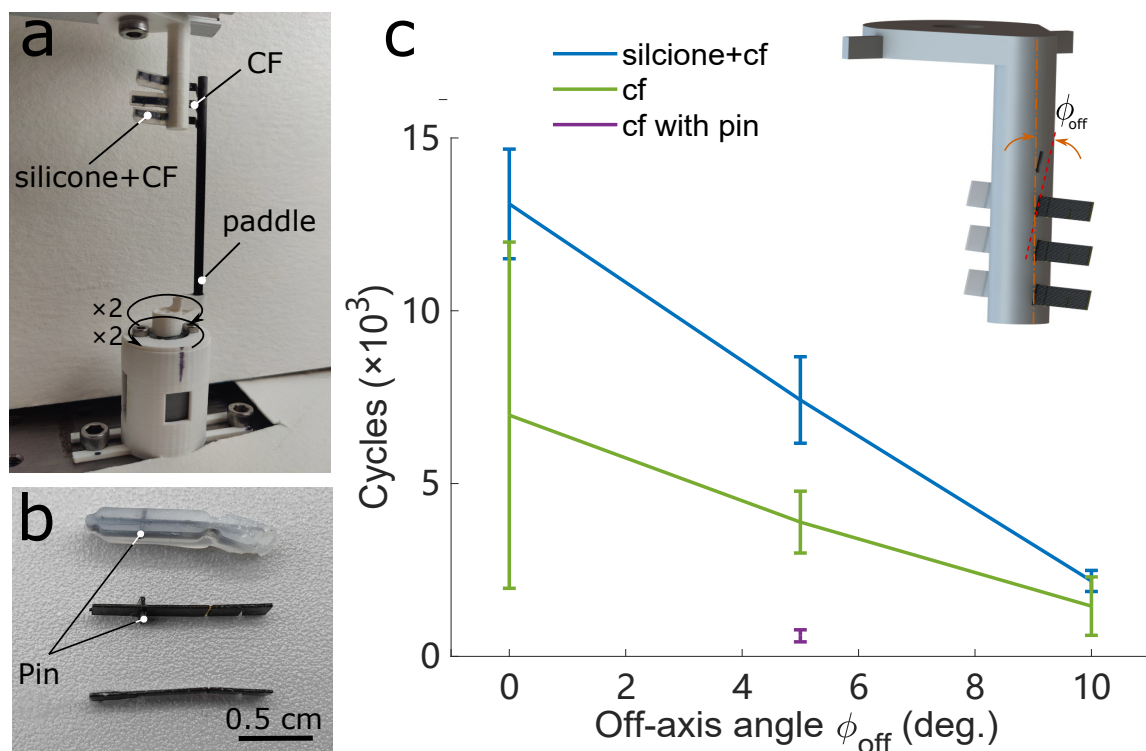 a
CF
silicone+CF
paddle
×2
×2
b
Pin
0.5 cm
c
silcione+cf
cf
cf with pin
ϕoff
15
10
5
0
Cycles (×10³)
0 2 4 6 8 10
Off-axis angle ϕoff (deg.)